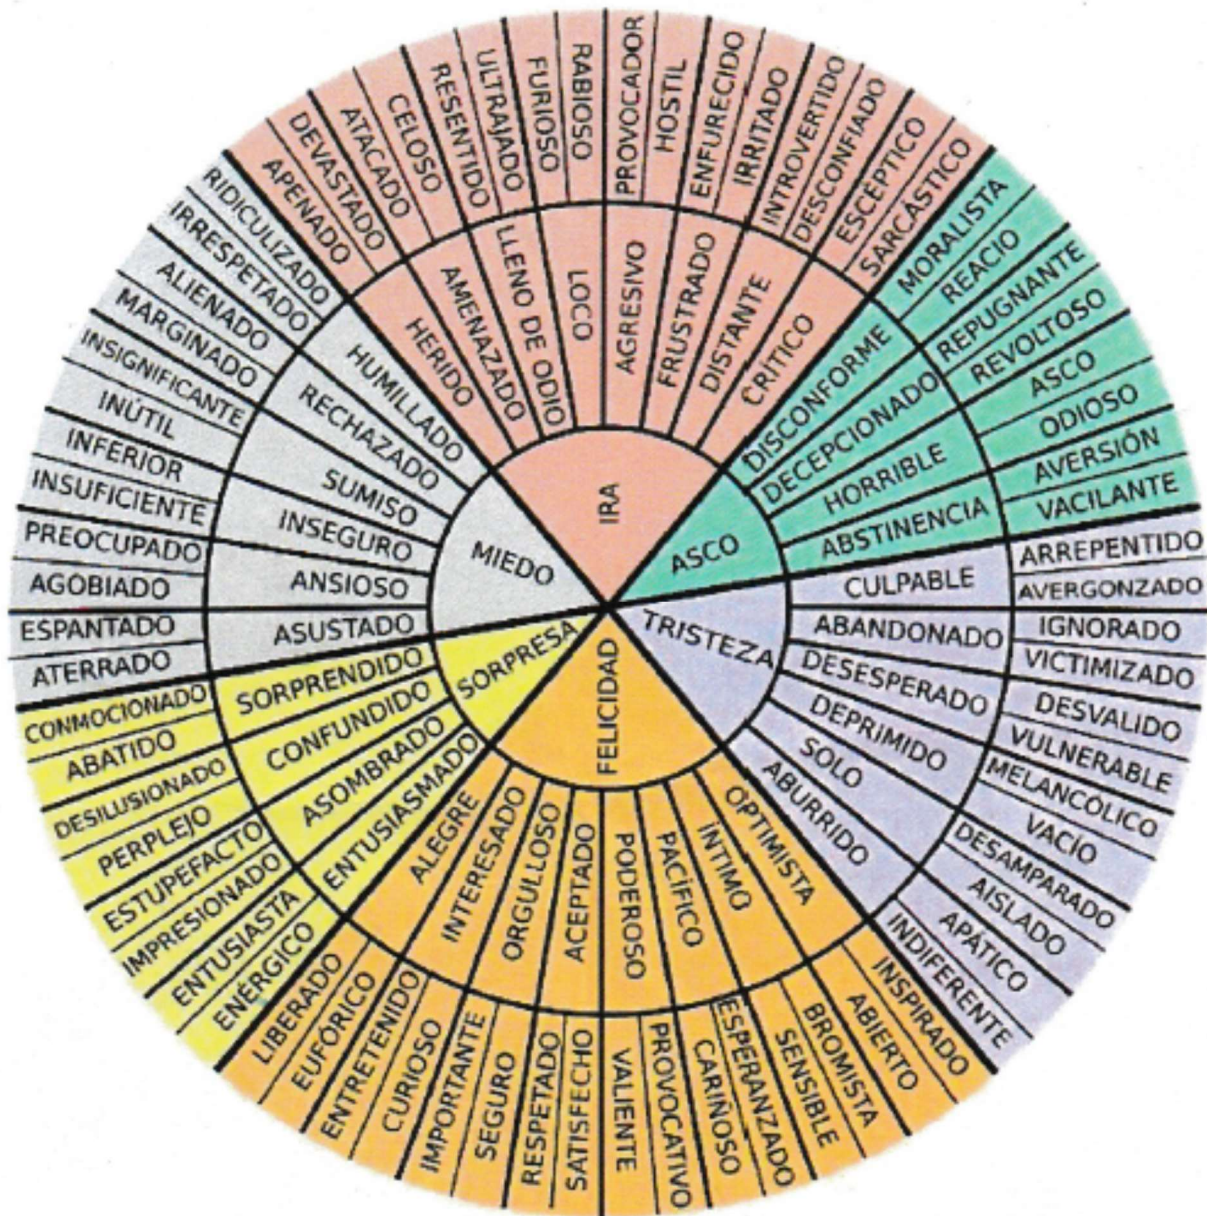 IRA
HERIDO
APENADO
DEVASTADO
AMENAZADO
ATACADO
CELOSO
LLENO DE ODIO
RESENTIDO
ULTRAJADO
LOCO
FURIOSO
RABIOSO
AGRESIVO
PROVOCADOR
HOSTIL
FRUSTRADO
ENFURECIDO
IRRITADO
DISTANTE
INTROVERTIDO
DESCONFIADO
CRÍTICO
ESCÉPTICO
SARCÁSTICO
ASCO
DISCONFORME
MORALISTA
REACIO
DECEPCIONADO
REPUGNANTE
REVOLTOSO
HORRIBLE
ASCO
ODIOSO
ABSTINENCIA
AVERSIÓN
VACILANTE
TRISTEZA
CULPABLE
ARREPENTIDO
AVERGONZADO
ABANDONADO
IGNORADO
VICTIMIZADO
DESESPERADO
DESVALIDO
VULNERABLE
DEPRIMIDO
MELANCÓLICO
VACÍO
SOLO
DESAMPARADO
AISLADO
ABURRIDO
APÁTICO
INDIFERENTE
FELICIDAD
OPTIMISTA
INSPIRADO
ABIERTO
ÍNTIMO
BROMISTA
SENSIBLE
PACÍFICO
ESPERANZADO
CARIÑOSO
PODEROSO
PROVOCATIVO
VALIENTE
ACEPTADO
SATISFECHO
RESPETADO
ORGULLOSO
SEGURO
IMPORTANTE
INTERESADO
CURIOSO
ENTRETENIDO
ALEGRE
EUFÓRICO
LIBERADO
SORPRESA
ENTUSIASMADO
ENÉRGICO
ENTUSIASTA
ASOMBRADO
IMPRESIONADO
ESTUPEFACTO
CONFUNDIDO
PERPLEJO
DESILUSIONADO
SORPRENDIDO
ABATIDO
CONMOCIONADO
MIEDO
ASUSTADO
ATERRADO
ESPANTADO
ANSIOSO
AGOBIADO
PREOCUPADO
INSEGURO
INSUFICIENTE
INFERIOR
SUMISO
INÚTIL
INSIGNIFICANTE
RECHAZADO
MARGINADO
ALIENADO
HUMILLADO
IRRESPETADO
RIDICULIZADO